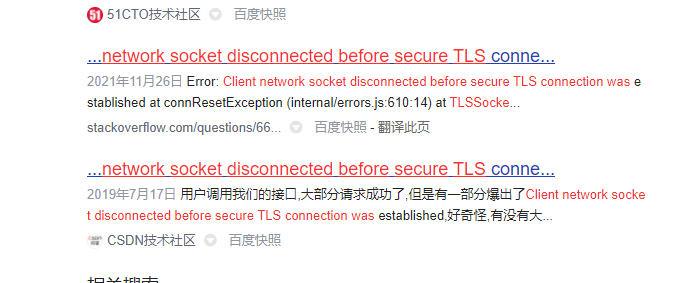 51 51CTO技术社区 百度快照
...network socket disconnected before secure TLS conne...
2021年11月26日 Error: Client network socket disconnected before secure TLS connection was e
stablished at connResetException (internal/errors.js:610:14) at TLSSocke...
stackoverflow.com/questions/66... 百度快照 - 翻译此页
...network socket disconnected before secure TLS conne...
2019年7月17日 用户调用我们的接口,大部分请求成功了,但是有一部分爆出了Client network socke
t disconnected before secure TLS connection was established,好奇怪,有没有大...
CSDN技术社区 百度快照
相关搜索